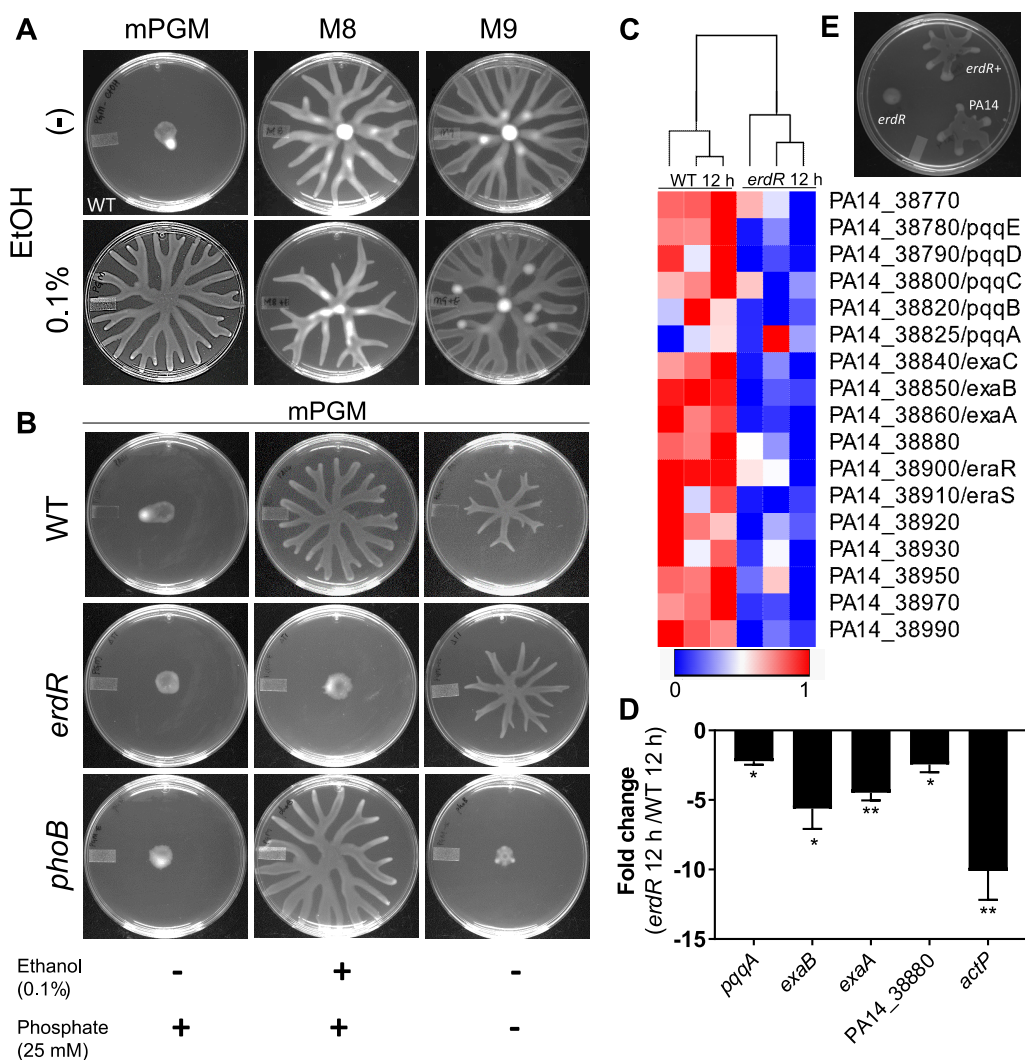 A
mPGM
M8
M9
EtOH
(-)
0.1%
WT
M8
M9
B
mPGM
WT
erdR
phoB
Ethanol
(0.1%)
- + -
Phosphate
(25 mM)
+ + -
C
WT 12 h
erdR 12 h
PA14_38770
PA14_38780/pqqE
PA14_38790/pqqD
PA14_38800/pqqC
PA14_38820/pqqB
PA14_38825/pqqA
PA14_38840/exaC
PA14_38850/exaB
PA14_38860/exaA
PA14_38880
PA14_38900/eraR
PA14_38910/eraS
PA14_38920
PA14_38930
PA14_38950
PA14_38970
PA14_38990
0 1
E
erdR+
PA14
erdR
D
Fold change
(erdR 12 h /WT 12 h)
0
-5
-10
-15
* * ** * **
pqqA
exaB
exaA
PA14_38880
actP